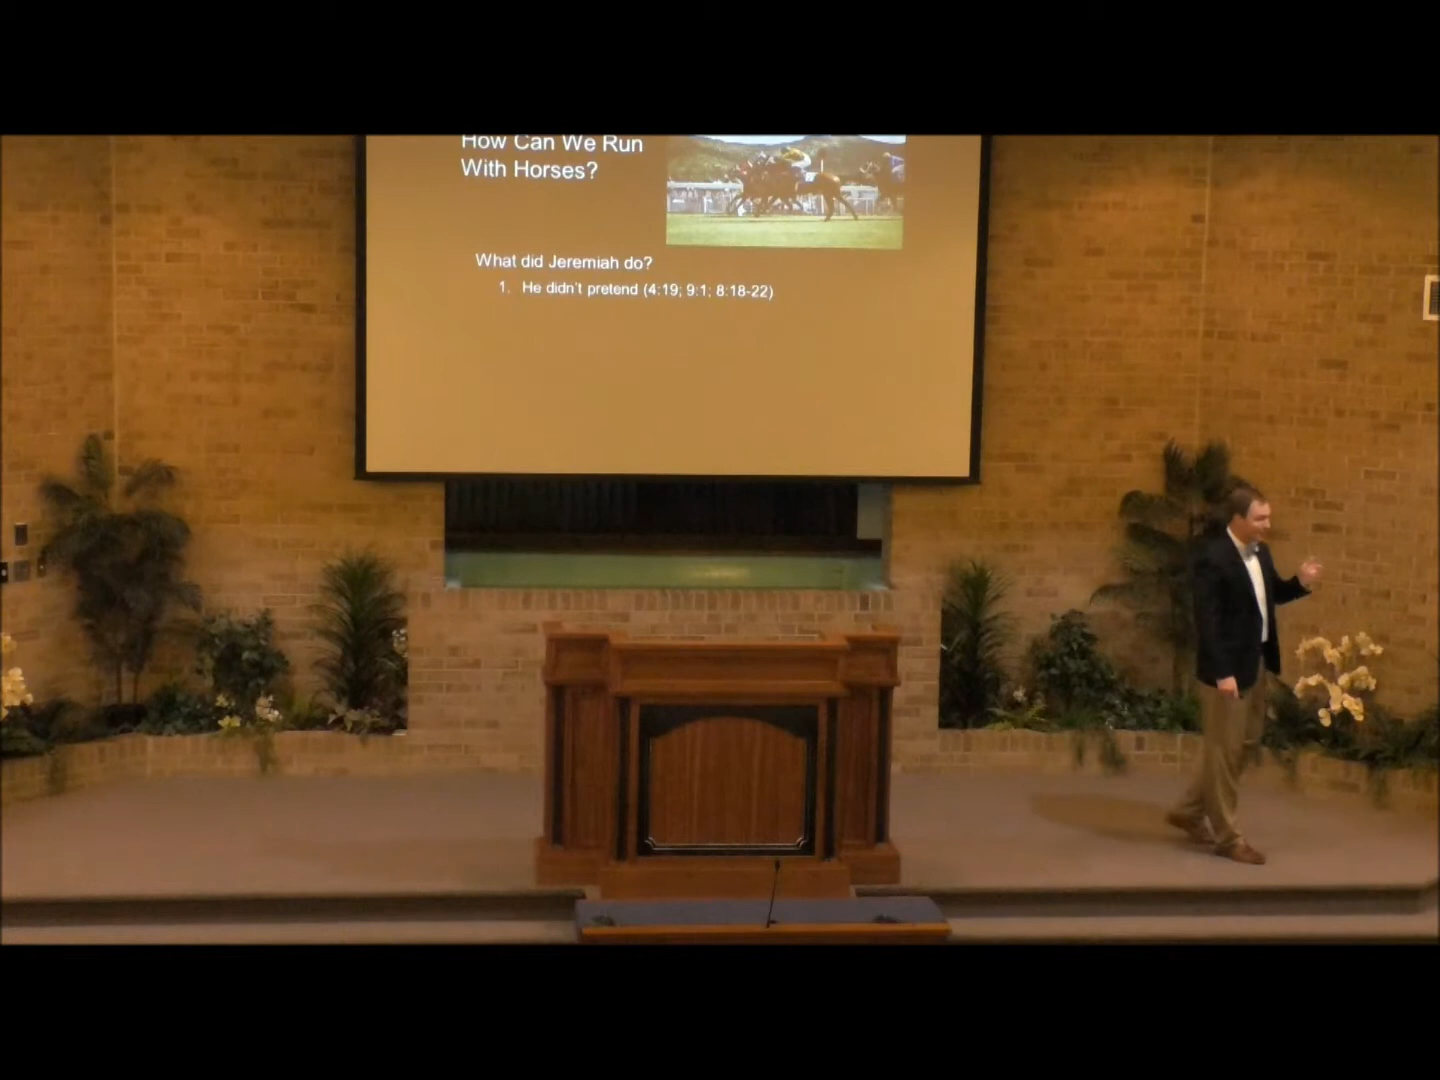 How Can We Run
With Horses?
What did Jeremiah do?
1. He didn't pretend (4:19; 9:1; 8:18-22)